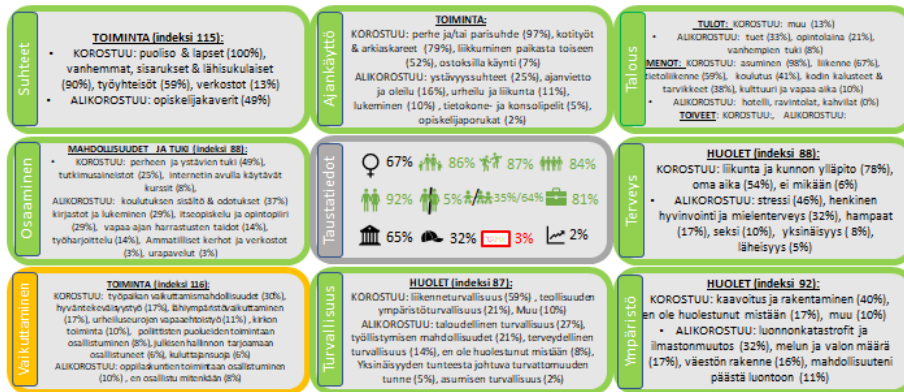 Suhteet
TOIMINTA (indeksi 115):
• KOROSTUU: puoliso & lapset (100%),
vanhemmat, sisarukset & lähisukulaiset
(90%), työyhteisöt (59%), verkostot (13%)
• ALIKOROSTUU: opiskelijakaverit (49%)
Ajankäyttö
TOIMINTA:
KOROSTUU: perhe ja/tai parisuhde (97%), kotityöt
& arkiaskareet (79%), liikkuminen paikasta toiseen
(52%), ostoksilla käynti (7%)
ALIKOROSTUU: ystävyyssuhteet (25%), ajanvietto
ja oleilu (16%), urheilu ja liikunta (11%),
lukeminen (10%) , tietokone- ja konsolipelit (5%),
opiskelijaporukat (2%)
Talous
TULOT: KOROSTUU: muu (13%)
• ALIKOROSTUU: tuet (33%), opintolaina (21%),
vanhempien tuki (8%)
MENOT: KOROSTUU: asuminen (98%), liikenne (67%),
tietoliikenne (59%), koulutus (41%), kodin kalusteet &
tarvikkeet (38%), kulttuuri ja vapaa aika (10%)
• ALIKOROSTUU: hotelli, ravintolat, kahvilat (0%)
TOIVEET: KOROSTUU:, ALIKOROSTUU:
Osaaminen
MAHDOLLISUUDET JA TUKI (indeksi 88):
• KOROSTUU: perheen ja ystävien tuki (49%),
tutkimusaineistot (25%), internetin avulla käytävät
kurssit (8%),
ALIKOROSTUU: koulutuksen sisältö & odotukset (37%)
kirjastot ja lukeminen (29%), itseopiskelu ja opintopiiri
(29%), vapaa ajan harrastusten taidot (14%),
työharjoittelu (14%), Ammatilliset kerhot ja verkostot
(3%), urapalvelut (3%)
Taustatiedot
67% 86% 87% 84%
92% 5% 35%/64% 81%
65% 32% 3% 2%
Terveys
HUOLET (indeksi 88):
KOROSTUU: liikunta ja kunnon ylläpito (78%),
oma aika (54%), ei mikään (6%)
• ALIKOROSTUU: stressi (46%), henkinen
hyvinvointi ja mielenterveys (32%), hampaat
(17%), seksi (10%), yksinäisyys ( 8%),
läheisyys (5%)
Vaikuttaminen
TOIMINTA (indeksi 116):
KOROSTUU: työpaikan vaikuttamismahdollisuudet (30%),
hyväntekeväisyystyö (17%), lähiympäristövaikuttaminen
(17%), urheiluseurojen vapaaehtoistyö (11%), kirkon
toiminta (10%), poliittisten puolueiden toimintaan
osallistuminen (8%), julkisen hallinnan tarjoamaan
osallistuneet (6%), kuluttajansuoja (6%)
ALIKOROSTUU: oppilaskuntien toimintaan osallistuminen
(10%) , en osallistu mitenkään (8%)
Turvallisuus
HUOLET (indeksi 87):
KOROSTUU: liikenneturvallisuus (59%) , teollisuuden
ympäristöturvallisuus (21%), Muu (10%)
ALIKOROSTUU: taloudellinen turvallisuus (27%),
työllistymisen mahdollisuudet (21%), terveydellinen
turvallisuus (14%), en ole huolestunut mistään (8%),
Yksinäisyyden tunteesta johtuva turvattomuuden
tunne (5%), asumisen turvallisuus (2%)
Ympäristö
HUOLET (indeksi 92):
KOROSTUU: kaavoitus ja rakentaminen (40%),
en ole huolestunut mistään (17%), muu (10%)
• ALIKOROSTUU: luonnonkatastrofit ja
ilmastonmuutos (32%), melun ja valon määrä
(17%), väestön rakenne (16%), mahdollisuuteni
päästä luontoon (11%)